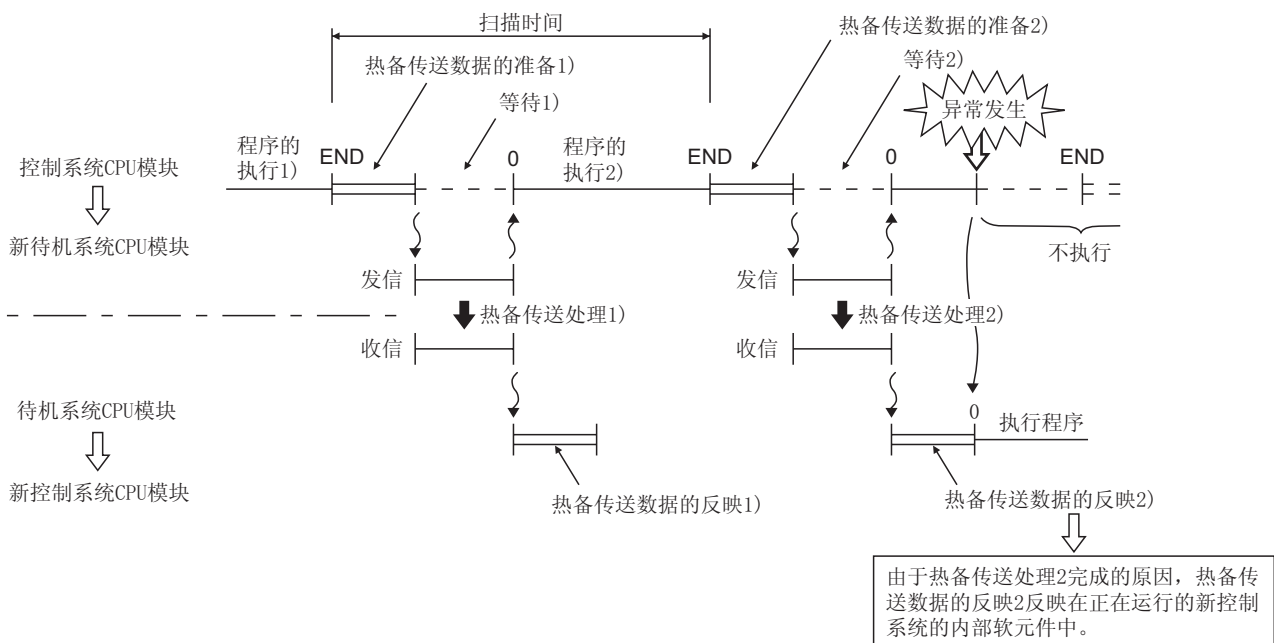 扫描时间
热备传送数据的准备2)
热备传送数据的准备1)
等待2)
等待1)
异常发生
程序的
执行1)
END
0
程序的
执行2)
END
0
END
控制系统CPU模块
新待机系统CPU模块
不执行
发信
发信
热备传送处理1)
热备传送处理2)
收信
收信
待机系统CPU模块
0
执行程序
新控制系统CPU模块
热备传送数据的反映1)
热备传送数据的反映2)
由于热备传送处理2完成的原因，热备传
送数据的反映2反映在正在运行的新控制
系统的内部软元件中。